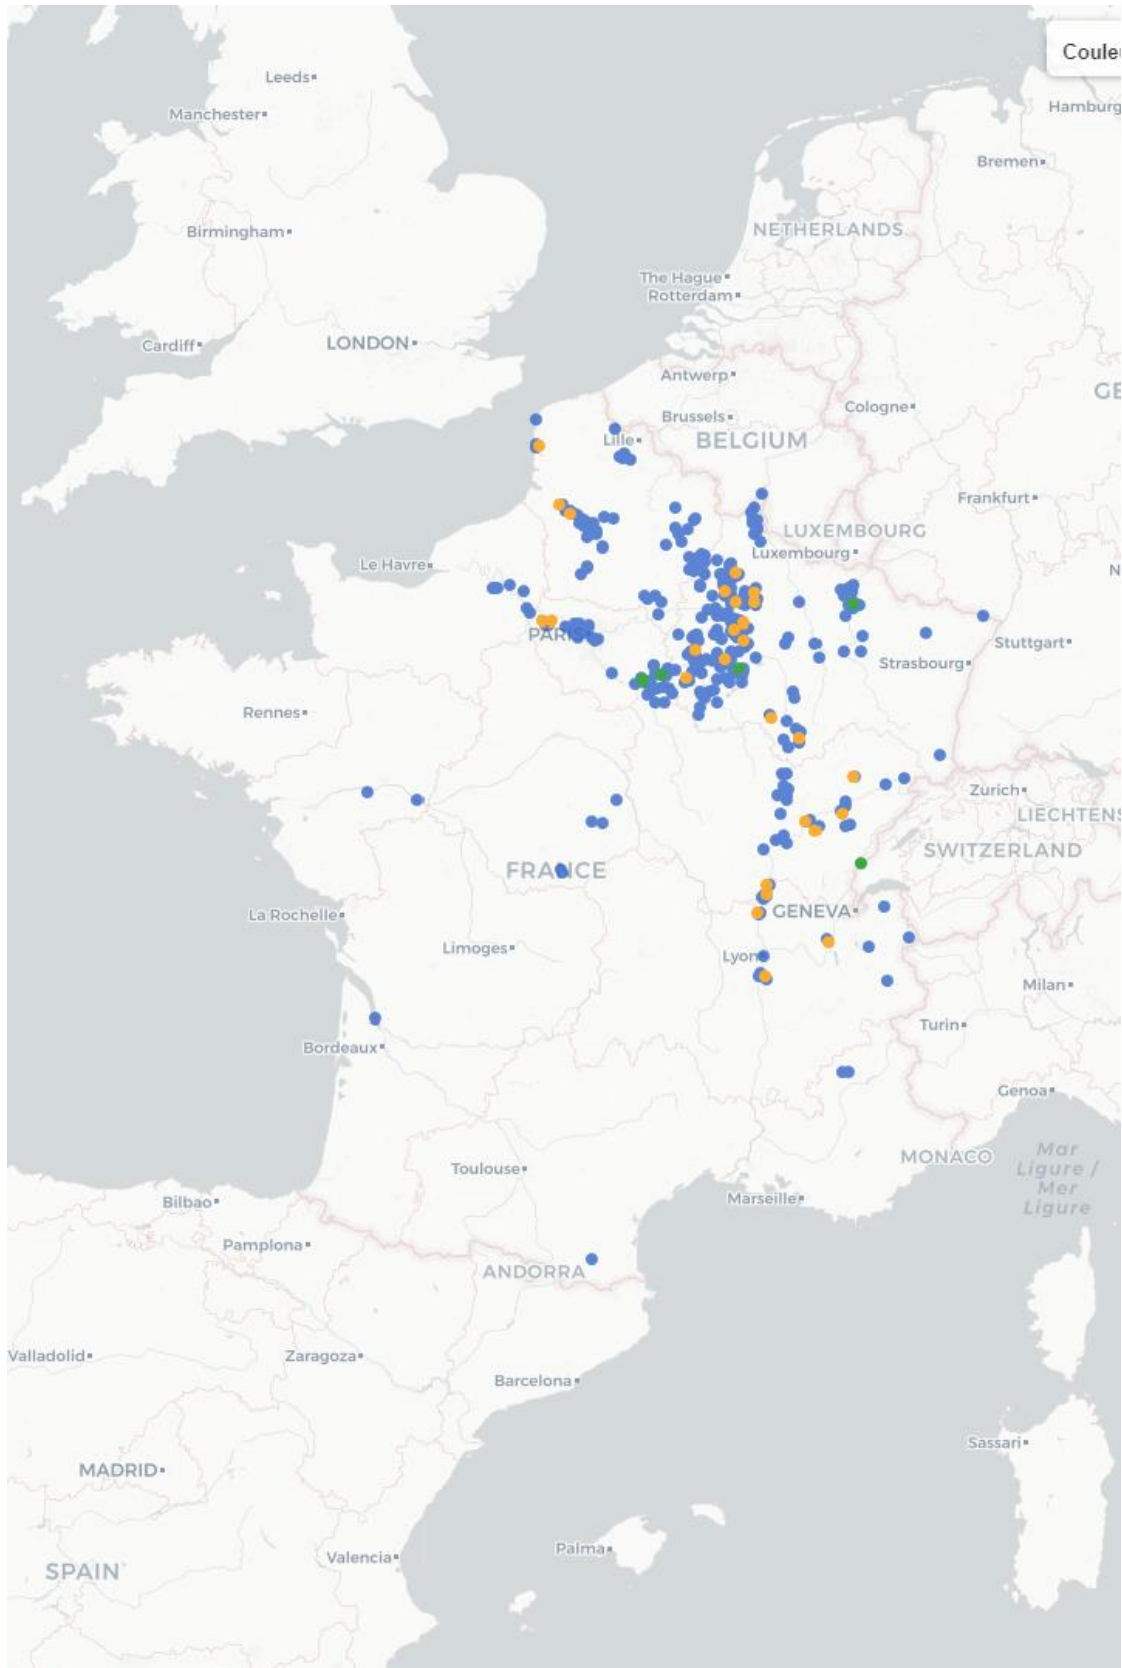 Leeds
Coule
Manchester
Hamburg
Bremen
Birmingham
NETHERLANDS
The Hague
Rotterdam
Cardiff
LONDON
Antwerp
GE
Cologne
Brussels
Lille
BELGIUM
Frankfurt
LUXEMBOURG
Luxembourg
Le Havre
N
PARIS
Stuttgart
Strasbourg
Rennes
Zurich
LIECHTENS
SWITZERLAND
FRANCE
La Rochelle
GENEVA
Limoges
Lyon
Milan
Turin
Bordeaux
Genoa
Mar
Ligure /
Mer
Ligure
MONACO
Toulouse
Marseille
Bilbao
Pamplona
ANDORRA
Valladolid
Zaragoza
Barcelona
Sassari
MADRID
Palma
Valencia
SPAIN